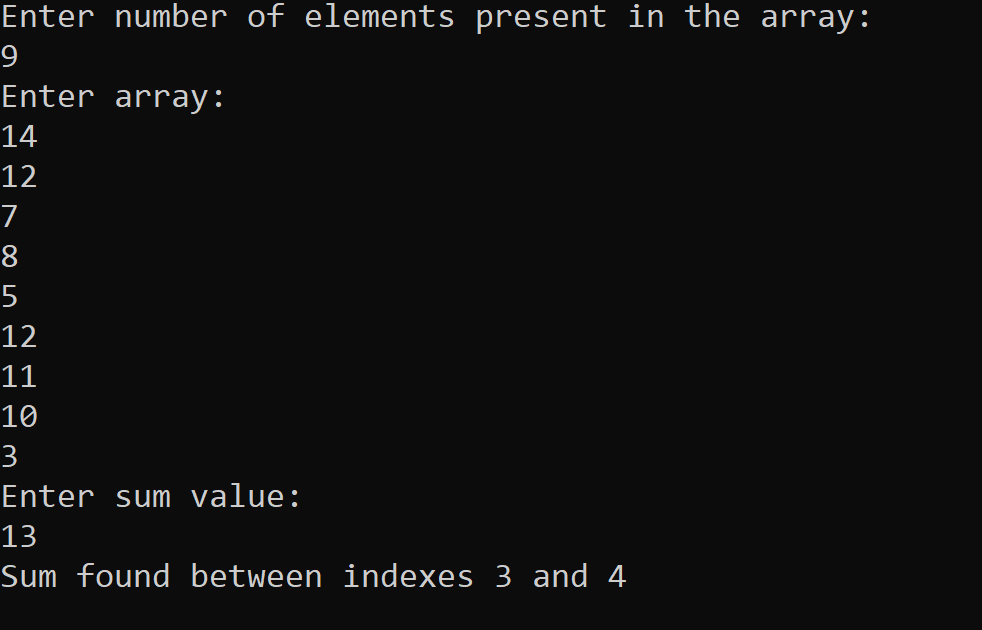 Enter number of elements present in the array:
9
Enter array:
14
12
7
8
5
12
11
10
3
Enter sum value:
13
Sum found between indexes 3 and 4